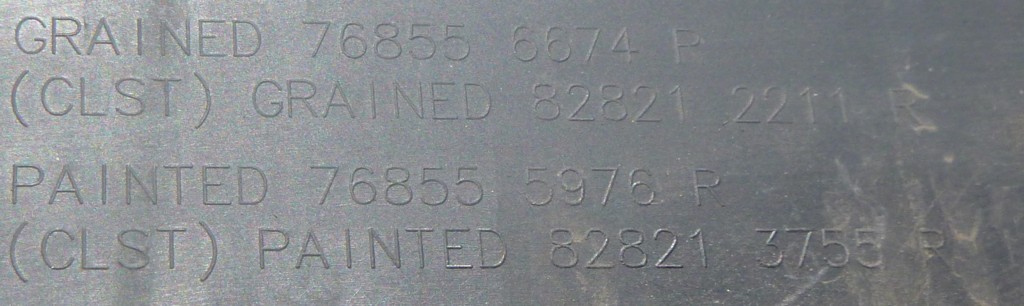 GRAINED 76855 6674 R
(CLST) GRAINED 82821 2211 R
PAINTED 76855 5976 R
(CLST) PAINTED 82821 3755 R